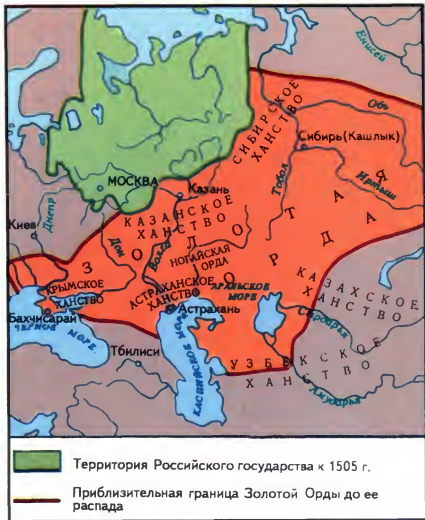 Енисей
Обь
СИБИРСКОЕ
ХАНСТВО
Сибирь (Кашлык)
Иртыш
Тобол
МОСКВА
Казань
КАЗАНСКОЕ
ХАНСТВО
Киев
Днепр
Дон
Волга
ЗОЛОТАЯ
ОРДА
НОГАЙСКАЯ
ОРДА
КРЫМСКОЕ
ХАНСТВО
АСТРАХАНСКОЕ
ХАНСТВО
АРАЛЬСКОЕ
МОРЕ
КАЗАХСКОЕ
ХАНСТВО
Бахчисарай
Астрахань
Сырдарья
ЧЕРНОЕ МОРЕ
Тбилиси
КАСПИЙСКОЕ МОРЕ
УЗБЕКСКОЕ
ХАНСТВО
Амударья
Территория Российского государства к 1505 г.
Приблизительная граница Золотой Орды до ее
распада